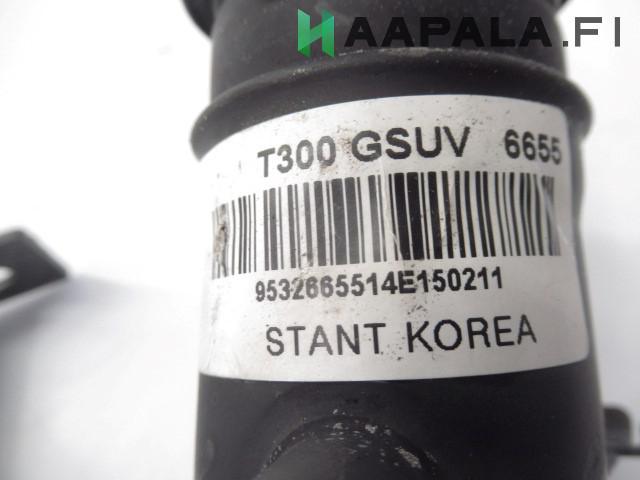 HAAPALA.FI
T300 GSUV 6655
9532665514E150211
STANT KOREA